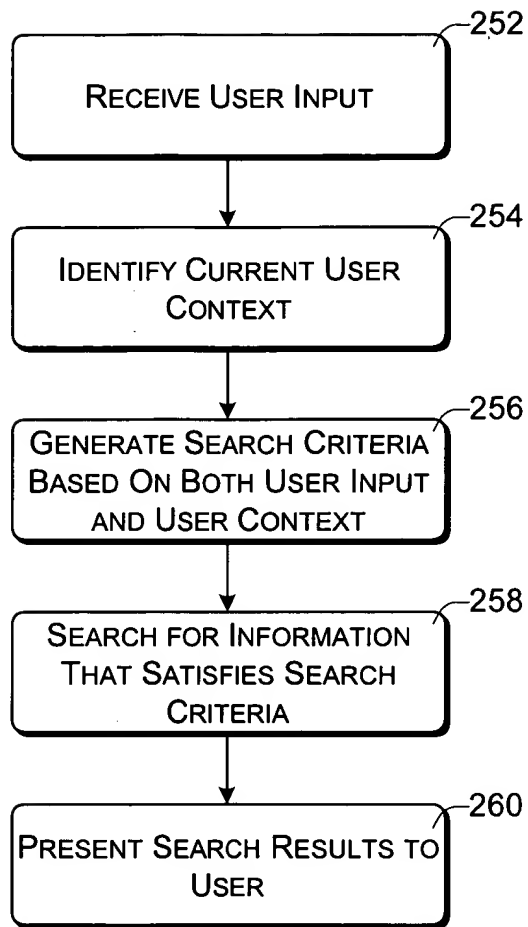 252
RECEIVE USER INPUT
254
IDENTIFY CURRENT USER
CONTEXT
256
GENERATE SEARCH CRITERIA
BASED ON BOTH USER INPUT
AND USER CONTEXT
258
SEARCH FOR INFORMATION
THAT SATISFIES SEARCH
CRITERIA
260
PRESENT SEARCH RESULTS TO
USER